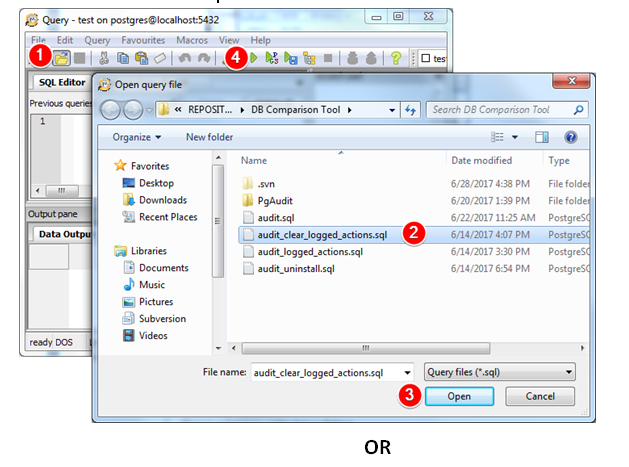 Query - test on postgres@localhost:5432
File Edit Query Favourites Macros View Help
1
4
tes
SQL Editor
Previous querie
1
Output pane
Data Outpu
ready DOS
Open query file
« REPOSIT... DB Comparison Tool
Search DB Comparison Tool
Organize New folder
Favorites
Desktop
Downloads
Recent Places
Libraries
Documents
Music
Pictures
Subversion
Videos
Name Date modified Type
.svn 6/28/2017 4:38 PM File folder
PgAudit 6/20/2017 1:39 PM File folder
audit.sql 6/22/2017 11:25 AM PostgreSQ
audit_clear_logged_actions.sql 2 6/14/2017 4:07 PM PostgreSQ
audit_logged_actions.sql 6/14/2017 3:30 PM PostgreSQ
audit_uninstall.sql 6/14/2017 6:54 PM PostgreSQ
File name: audit_clear_logged_actions.sql Query files (*.sql)
3 Open Cancel
OR